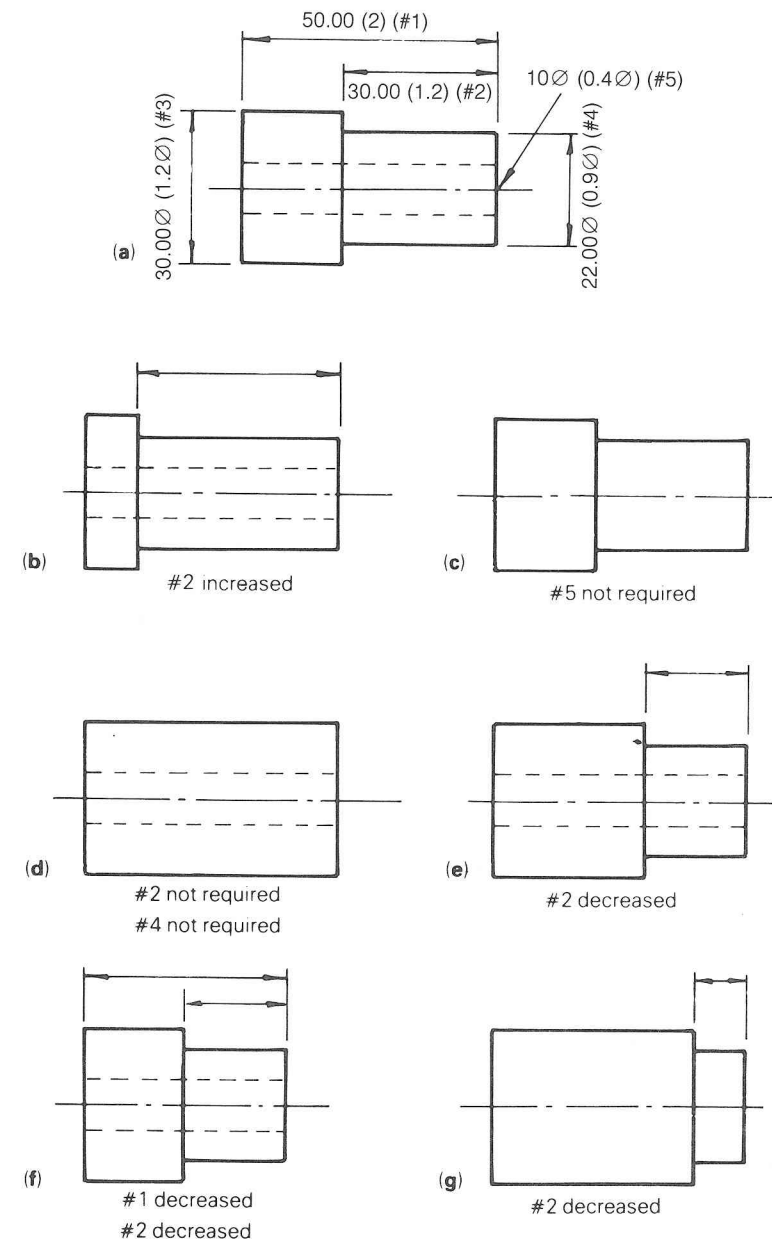 50.00 (2) (#1)
30.00 (1.2) (#2)
10∅ (0.4∅) (#5)
30.00∅ (1.2∅) (#3)
22.00∅ (0.9∅) (#4)
(a)
(b)
#2 increased
(c)
#5 not required
(d)
#2 not required
#4 not required
(e)
#2 decreased
(f)
#1 decreased
#2 decreased
(g)
#2 decreased